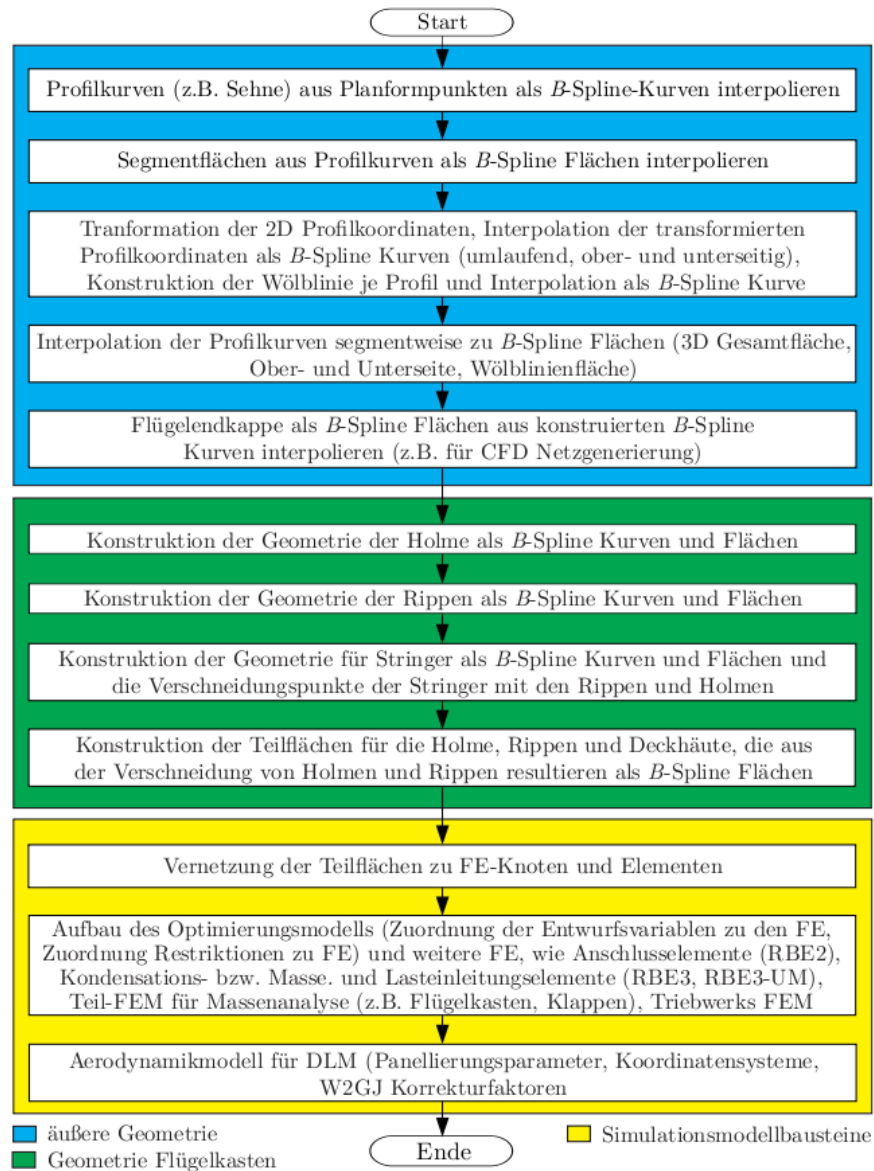 Start
Profilkurven (z.B. Sehne) aus Planformpunkten als B-Spline-Kurven interpolieren
Segmentflächen aus Profilkurven als B-Spline Flächen interpolieren
Tranformation der 2D Profilkoordinaten, Interpolation der transformierten
Profilkoordinaten als B-Spline Kurven (umlaufend, ober- und unterseitig),
Konstruktion der Wölblinie je Profil und Interpolation als B-Spline Kurve
Interpolation der Profilkurven segmentweise zu B-Spline Flächen (3D Gesamtfläche,
Ober- und Unterseite, Wölblinienfläche)
Flügelendkappe als B-Spline Flächen aus konstruierten B-Spline
Kurven interpolieren (z.B. für CFD Netzgenerierung)
Konstruktion der Geometrie der Holme als B-Spline Kurven und Flächen
Konstruktion der Geometrie der Rippen als B-Spline Kurven und Flächen
Konstruktion der Geometrie für Stringer als B-Spline Kurven und Flächen und
die Verschneidungspunkte der Stringer mit den Rippen und Holmen
Konstruktion der Teilflächen für die Holme, Rippen und Deckhäute, die aus
der Verschneidung von Holmen und Rippen resultieren als B-Spline Flächen
Vernetzung der Teilflächen zu FE-Knoten und Elementen
Aufbau des Optimierungsmodells (Zuordnung der Entwurfsvariablen zu den FE,
Zuordnung Restriktionen zu FE) und weitere FE, wie Anschlusselemente (RBE2),
Kondensations- bzw. Masse. und Lasteinleitungselemente (RBE3, RBE3-UM),
Teil-FEM für Massenanalyse (z.B. Flügelkasten, Klappen), Triebwerks FEM
Aerodynamikmodell für DLM (Panellierungsparameter, Koordinatensysteme,
W2GJ Korrekturfaktoren
äußere Geometrie
Geometrie Flügelkasten
Ende
Simulationsmodellbausteine